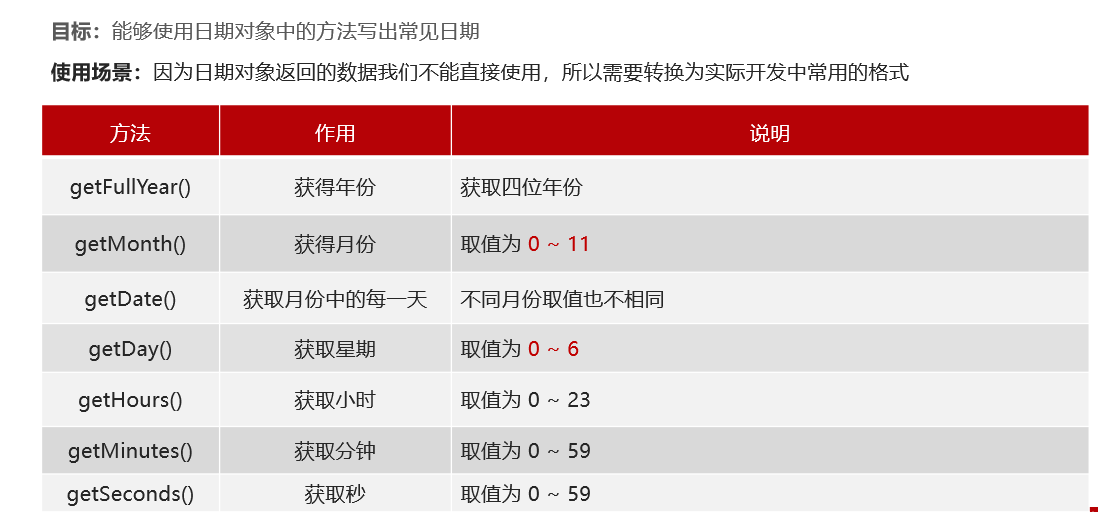 目标：能够使用日期对象中的方法写出常见日期
使用场景：因为日期对象返回的数据我们不能直接使用，所以需要转换为实际开发中常用的格式
方法 作用 说明
getFullYear() 获得年份 获取四位年份
getMonth() 获得月份 取值为 0 ~ 11
getDate() 获取月份中的每一天 不同月份取值也不相同
getDay() 获取星期 取值为 0 ~ 6
getHours() 获取小时 取值为 0 ~ 23
getMinutes() 获取分钟 取值为 0 ~ 59
getSeconds() 获取秒 取值为 0 ~ 59